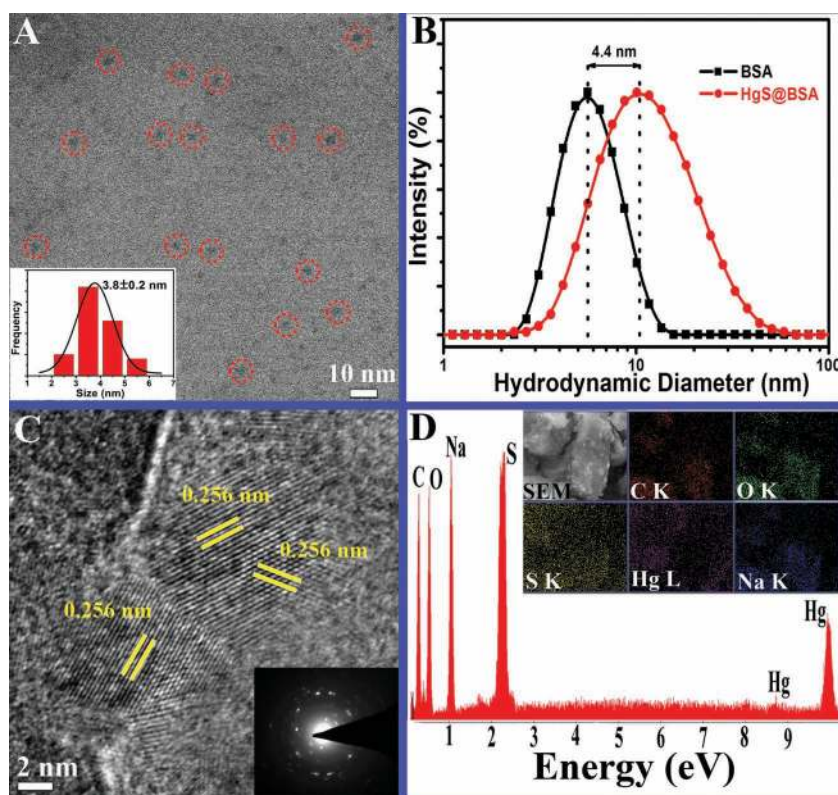 A
3.8±0.2 nm
Frequency
1 2 3 4 5 6 7
Size (nm)
10 nm
B
4.4 nm
BSA
HgS@BSA
Intensity (%)
1 10 100
Hydrodynamic Diameter (nm)
C
0.256 nm
0.256 nm
0.256 nm
2 nm
D
C O Na S
SEM C K O K
S K Hg L Na K
Hg
Hg
1 2 3 4 5 6 7 8 9
Energy (eV)